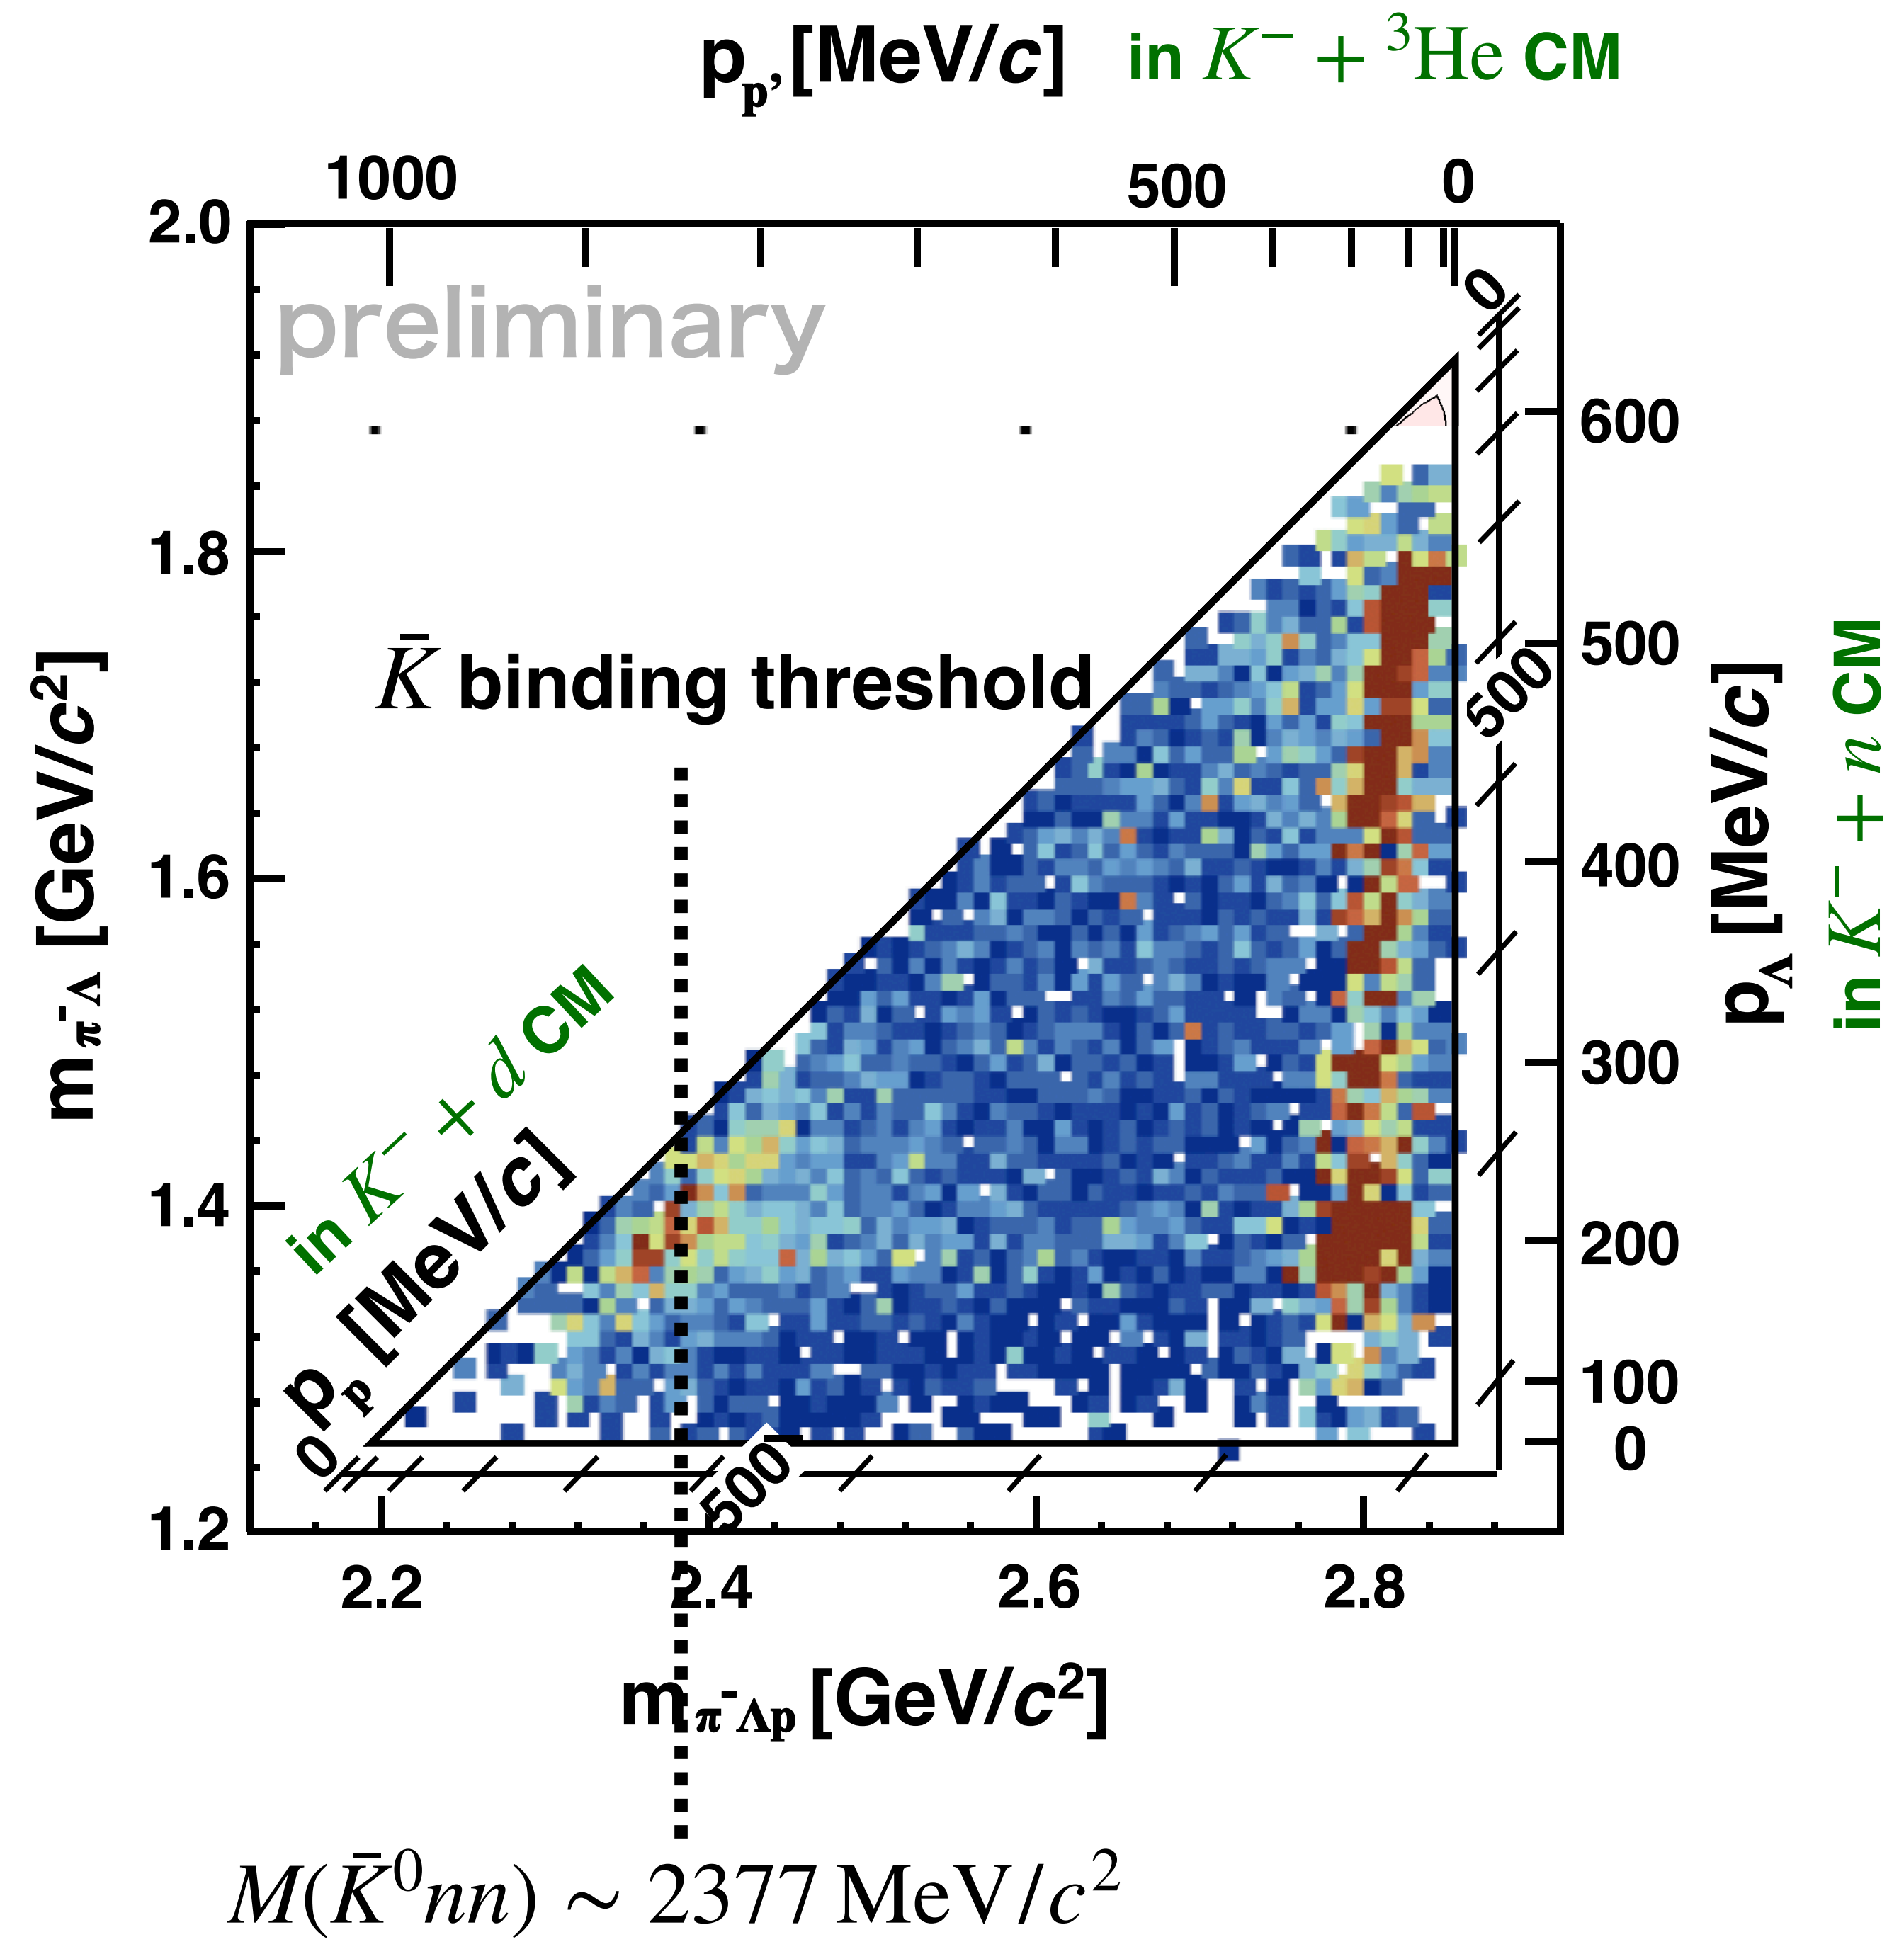 p_p' [MeV/c] in K⁻ + ³He CM
1000 500 0
2.0
preliminary
0
600
1.8
K̄ binding threshold
500
500
m_π⁻Λ [GeV/c²]
p_Λ [MeV/c]
in K⁻ + n CM
1.6
400
in K⁻ + d CM
p_p [MeV/c]
300
1.4
200
100
0
0
500
1.2
2.2 2.4 2.6 2.8
m_π⁻Λp [GeV/c²]
M(K̄⁰nn) ~ 2377 MeV/c²